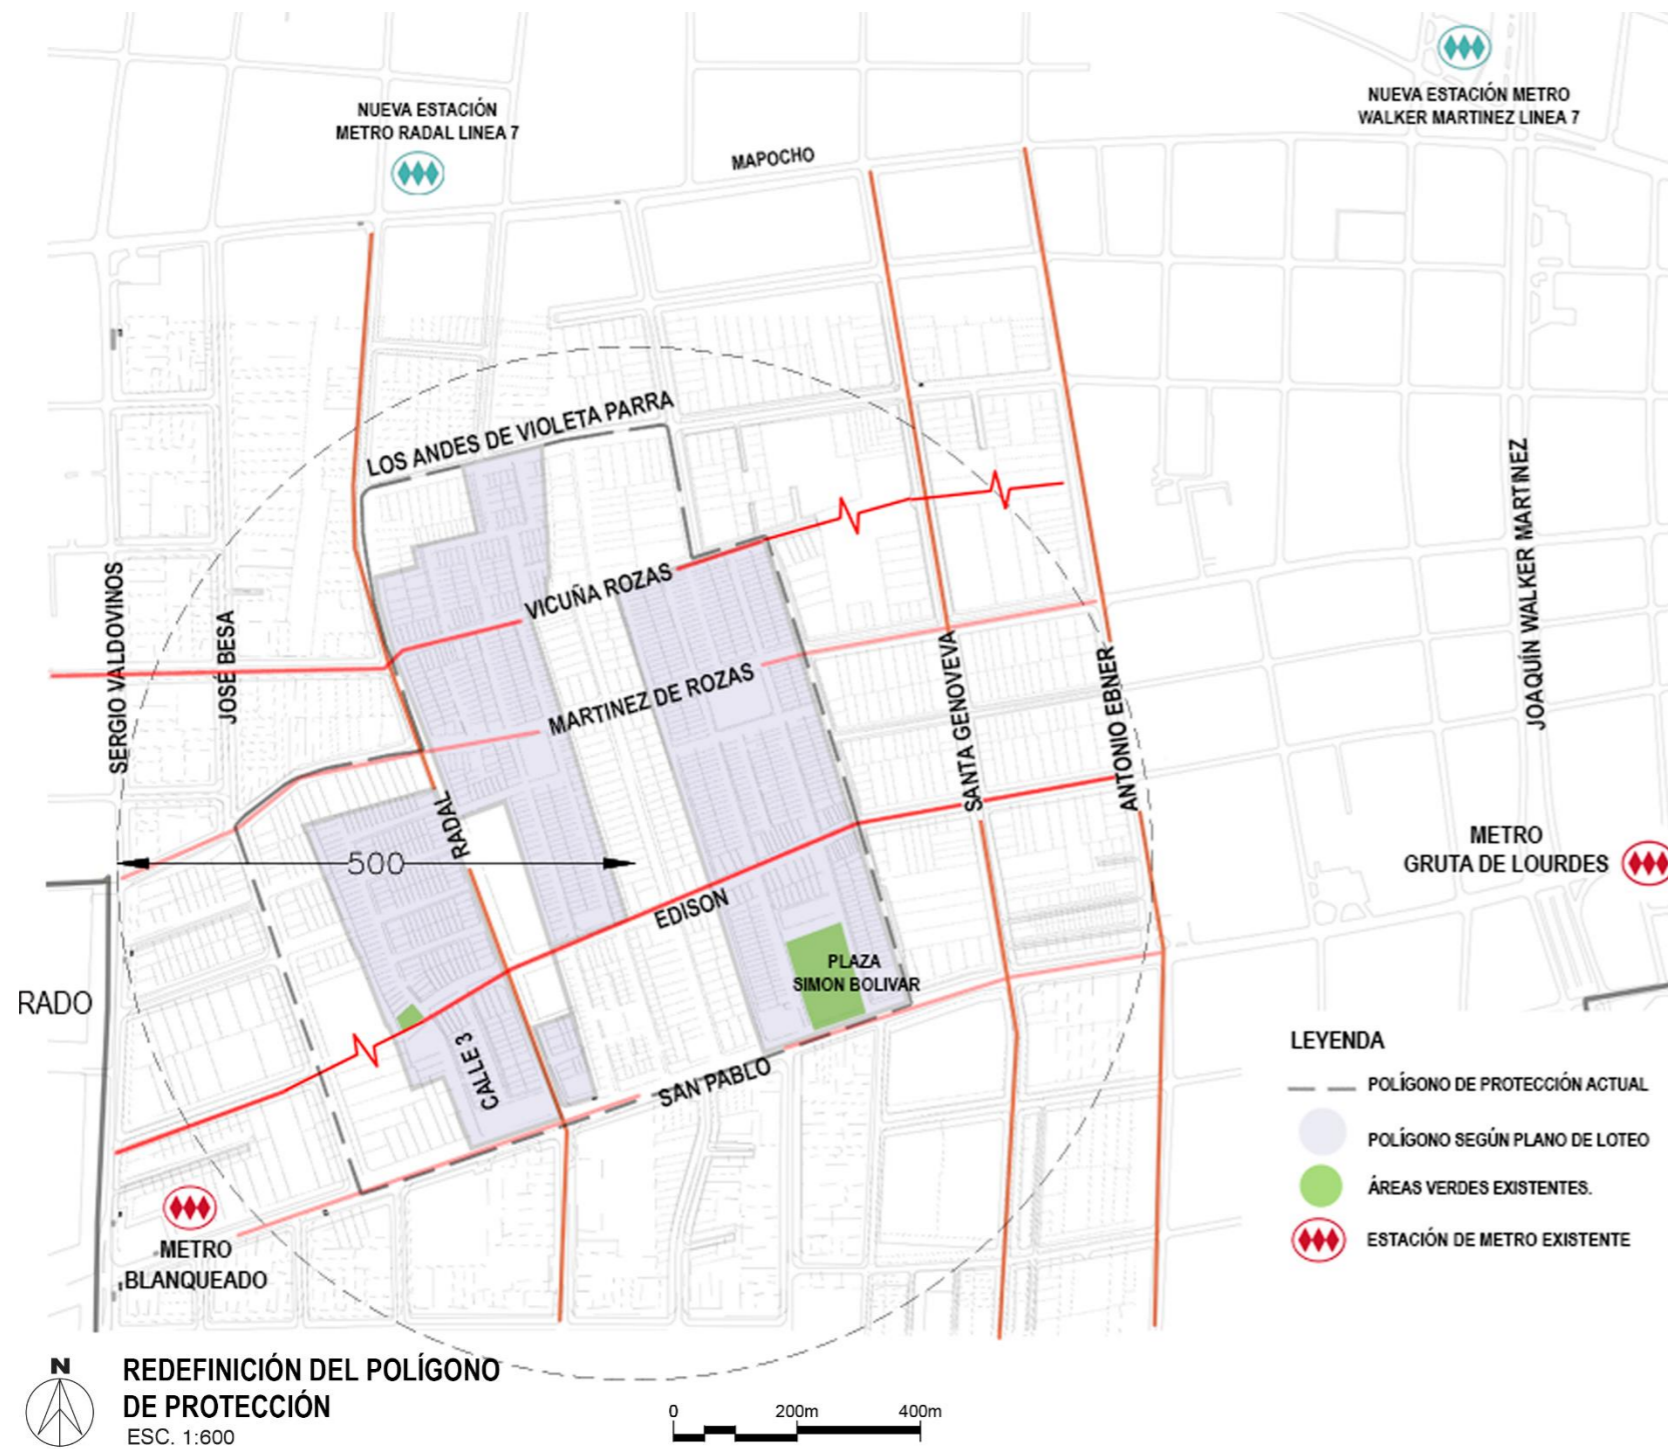 NUEVA ESTACIÓN
METRO RADAL LINEA 7
NUEVA ESTACIÓN METRO
WALKER MARTINEZ LINEA 7
MAPOCHO
LOS ANDES DE VIOLETA PARRA
VICUÑA ROZAS
MARTINEZ DE ROZAS
SERGIO VALDOVINOS
JOSÉ BESA
RADAL
SANTA GENOVEVA
ANTONIO EBNER
JOAQUÍN WALKER MARTINEZ
500
EDISON
METRO
GRUTA DE LOURDES
PLAZA
SIMON BOLIVAR
RADO
CALLE 3
SAN PABLO
METRO
BLANQUEADO
LEYENDA
POLÍGONO DE PROTECCIÓN ACTUAL
POLÍGONO SEGÚN PLANO DE LOTEO
ÁREAS VERDES EXISTENTES.
ESTACIÓN DE METRO EXISTENTE
N
REDEFINICIÓN DEL POLÍGONO
DE PROTECCIÓN
ESC. 1:600
0 200m 400m